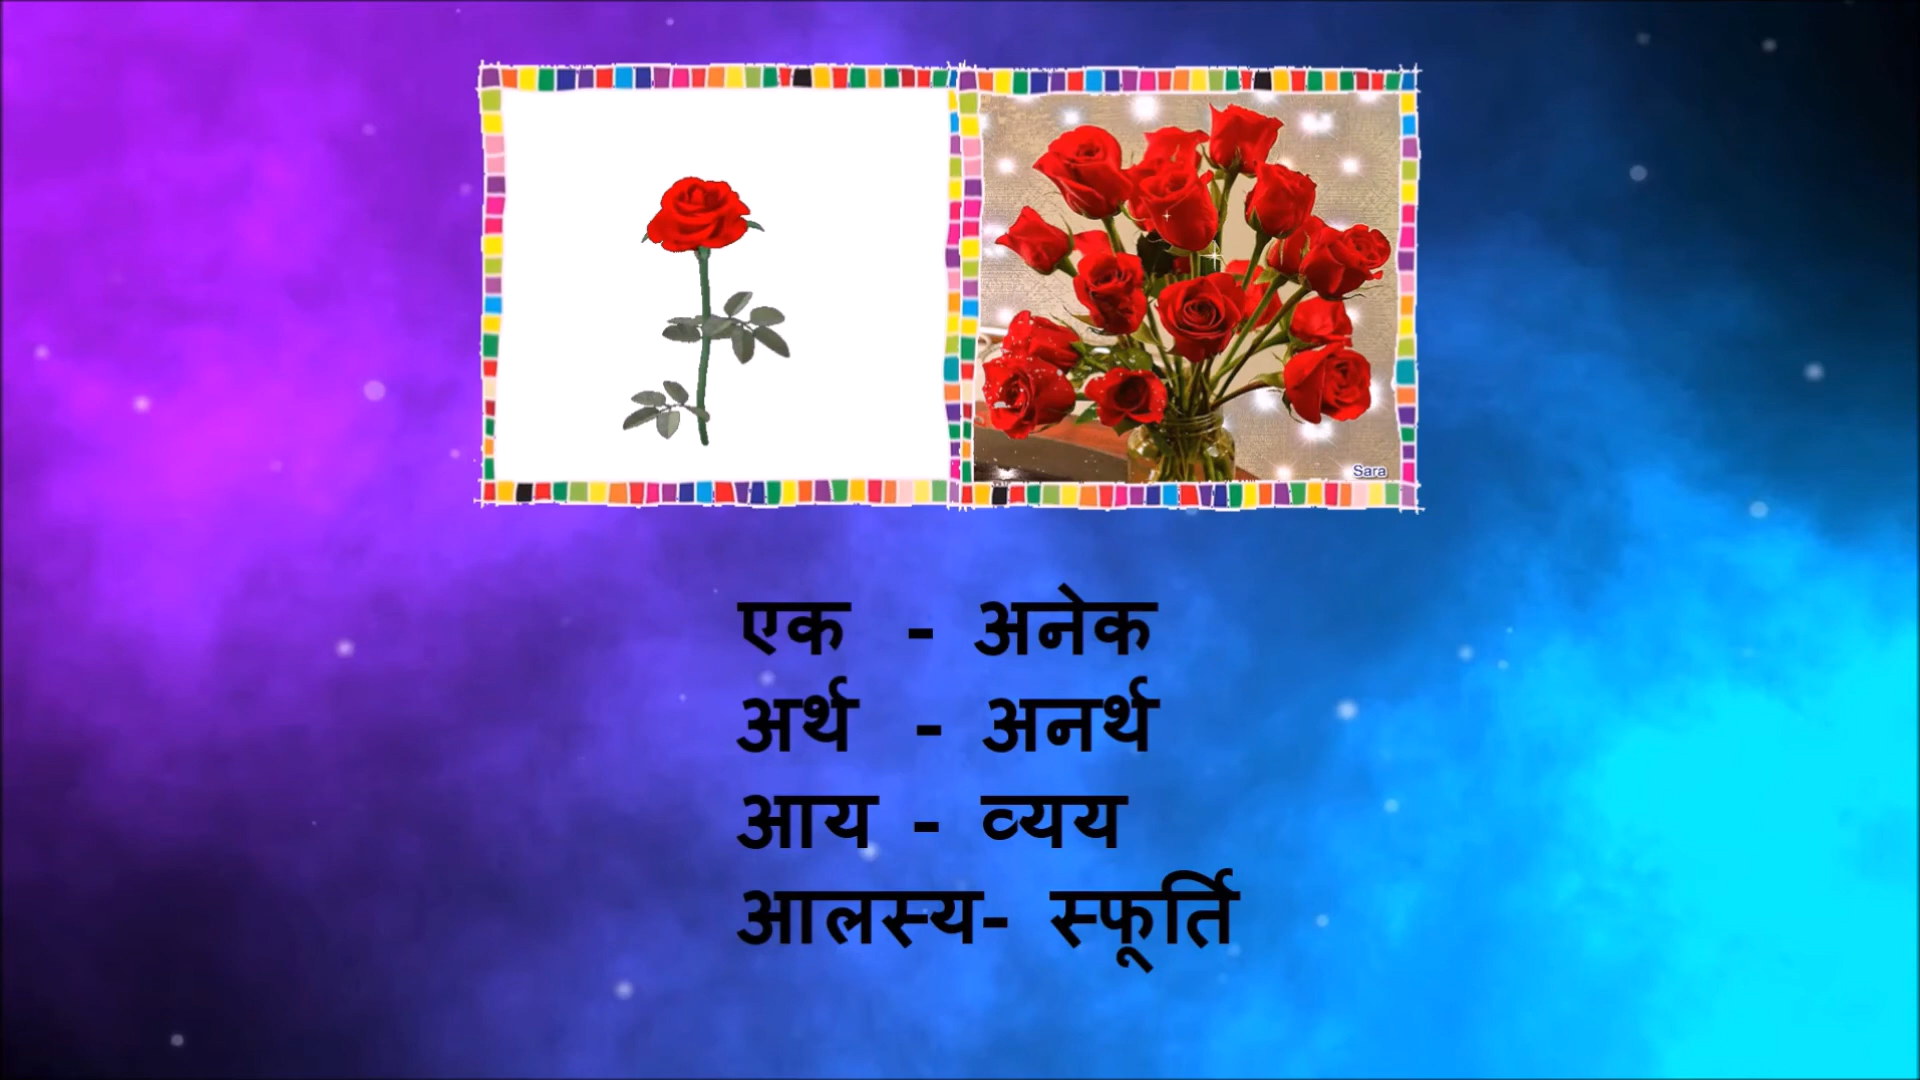 Sara
एक - अनेक
अर्थ - अनर्थ
आय - व्यय
आलस्य- स्फूर्ति